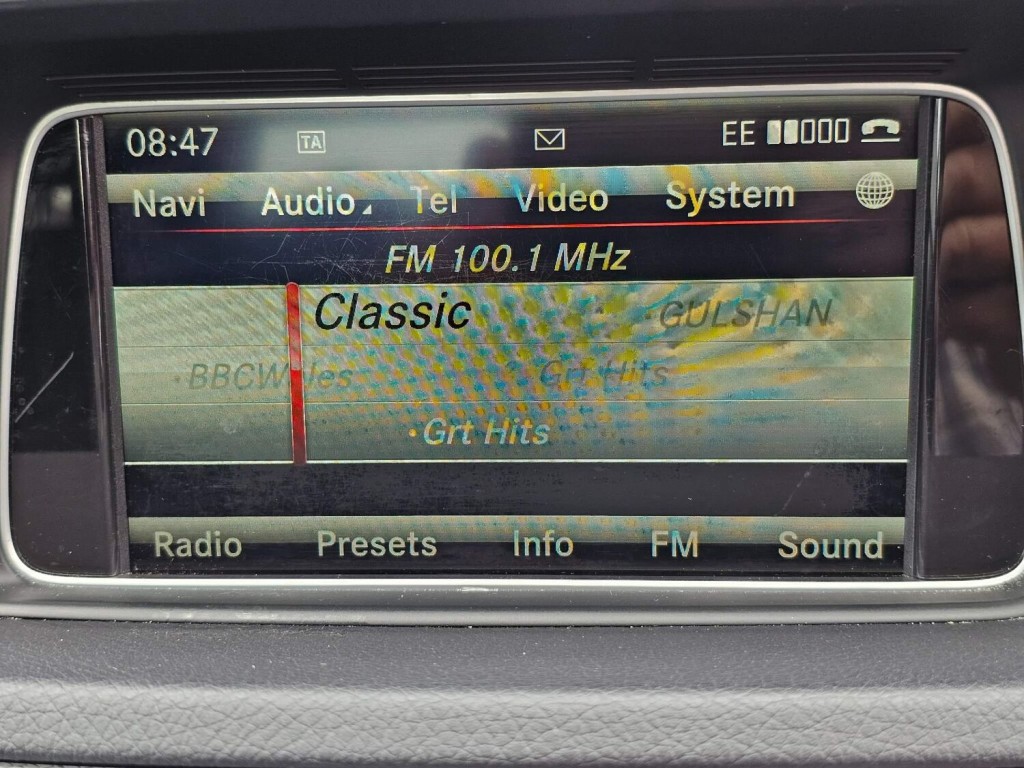 08:47 TA EE
Navi Audio Tel Video System
FM 100.1 MHz
Classic GULSHAN
BBCWales Grt Hits
Grt Hits
Radio Presets Info FM Sound